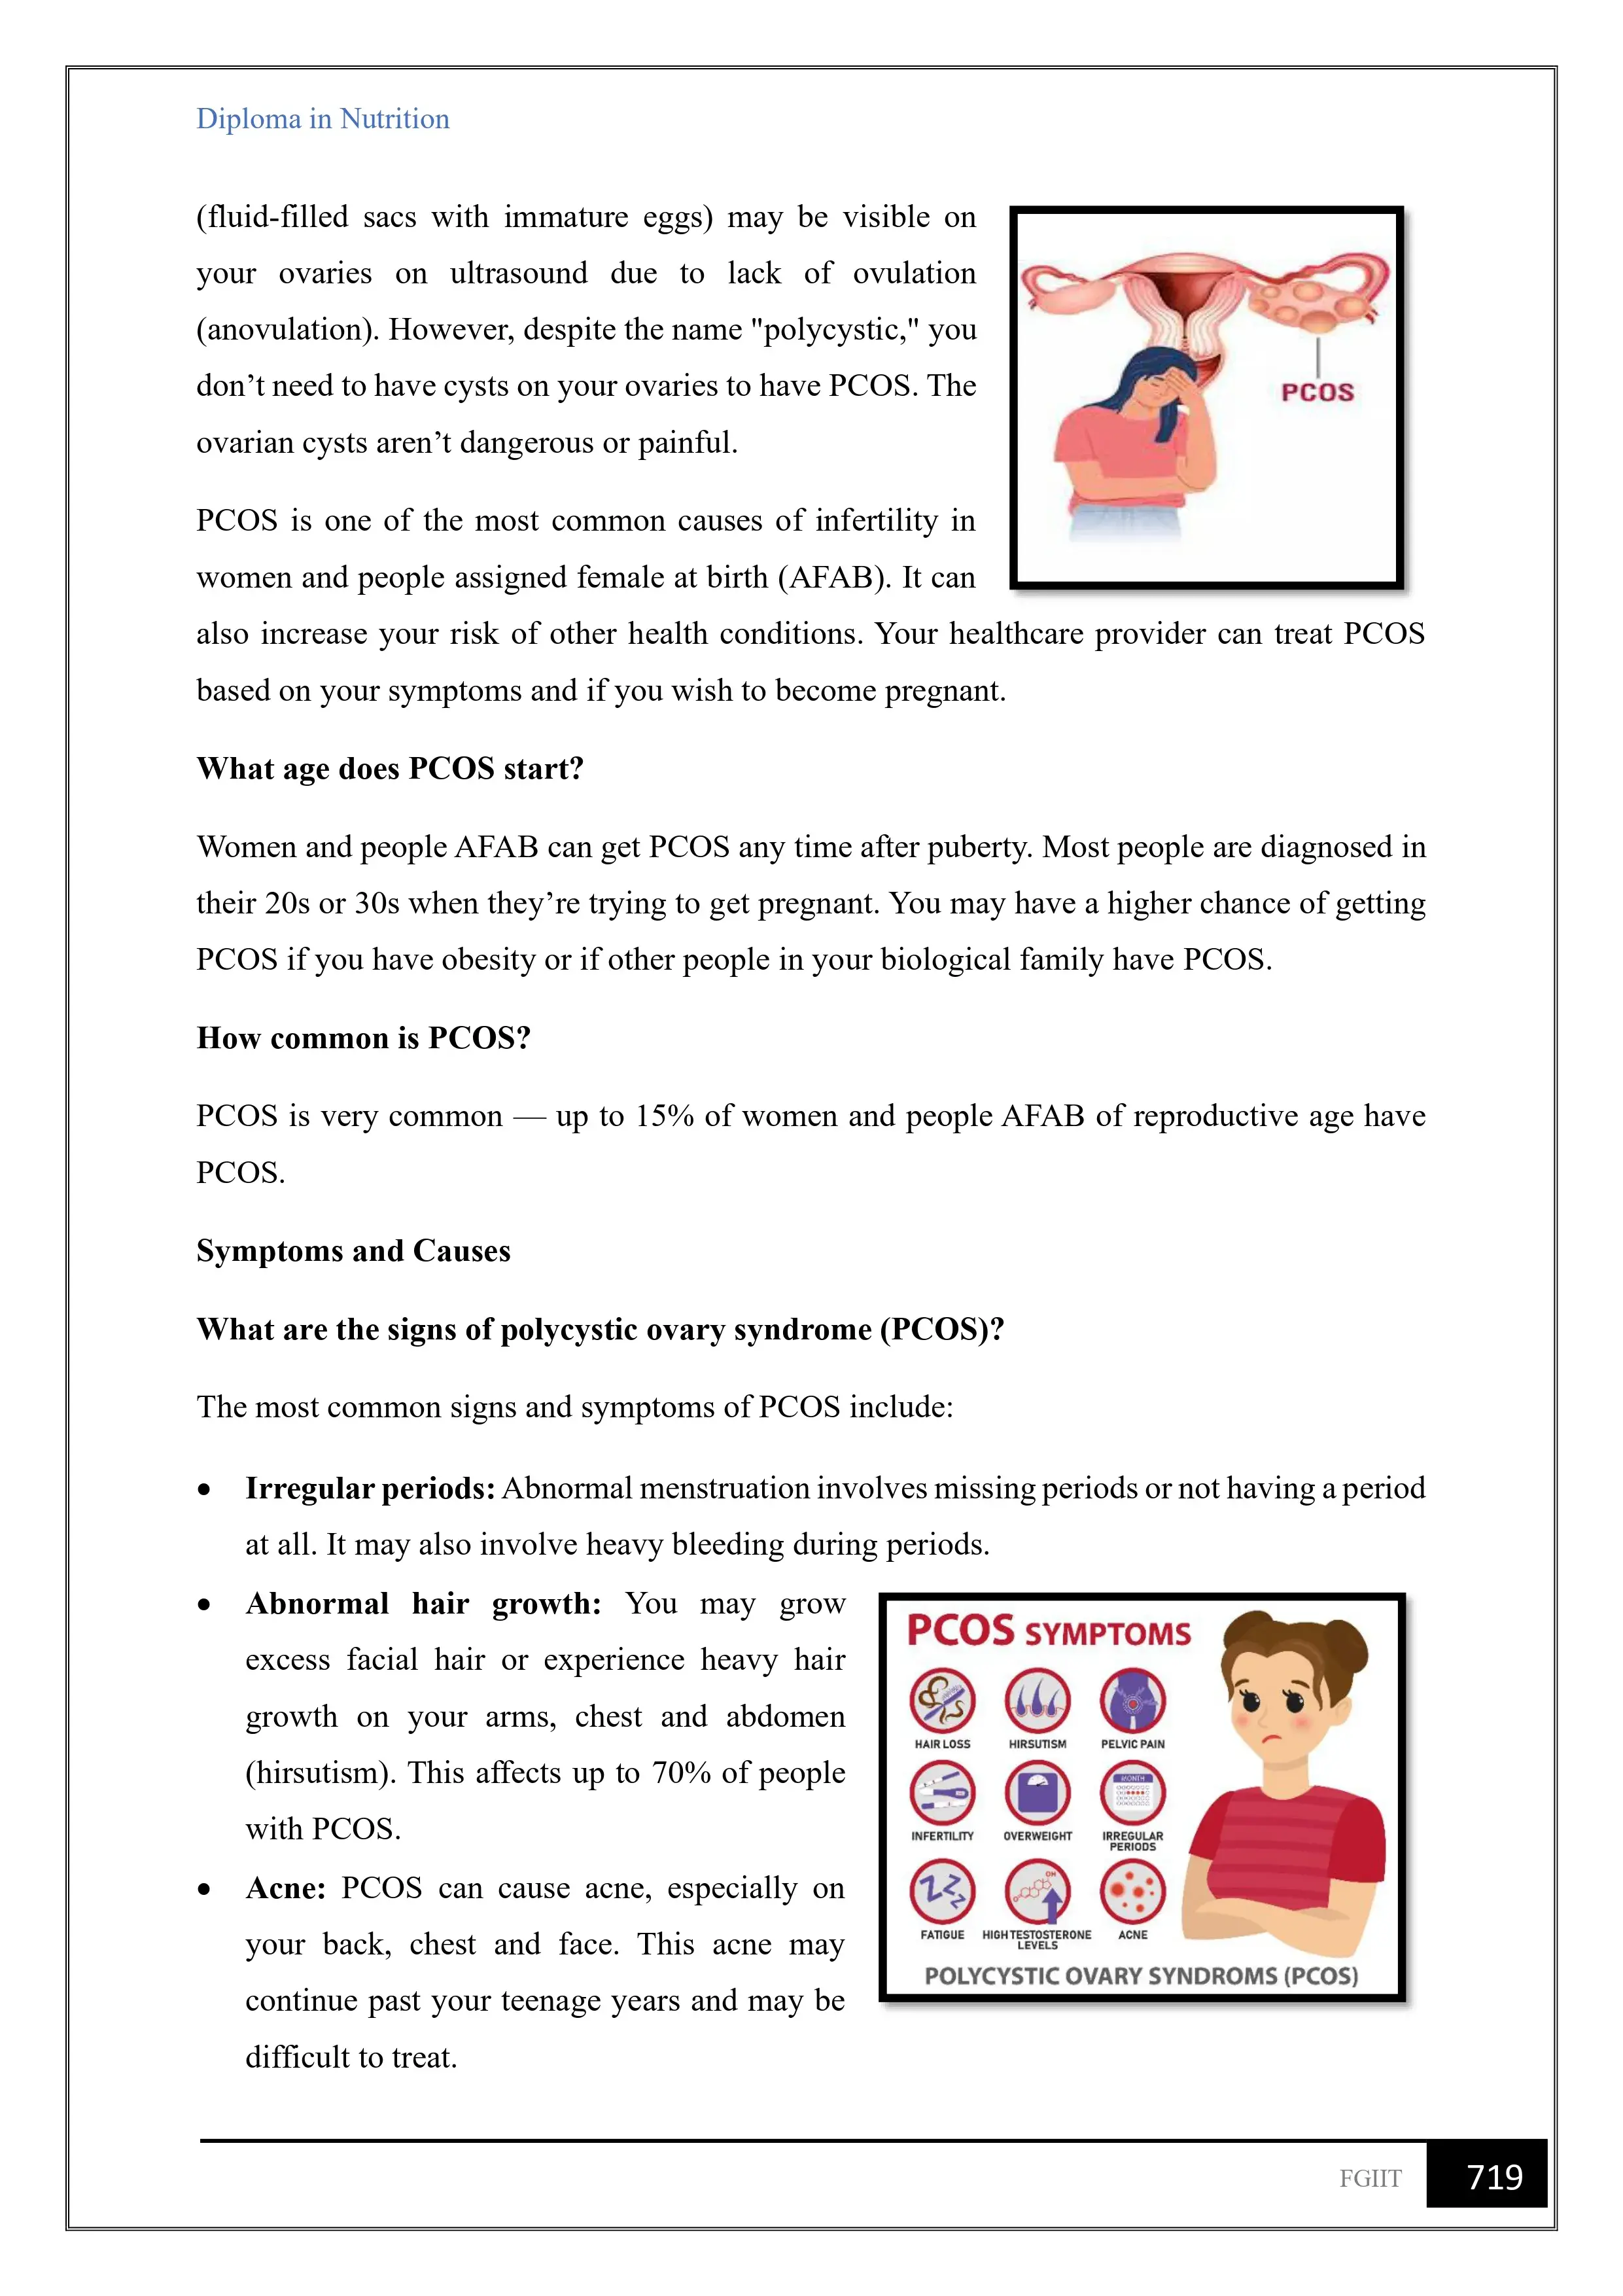 Diploma in Nutrition
(fluid-filled sacs with immature eggs) may be visible on
your ovaries on ultrasound due to lack of ovulation
(anovulation). However, despite the name "polycystic," you
don’t need to have cysts on your ovaries to have PCOS. The
ovarian cysts aren’t dangerous or painful.
PCOS
PCOS is one of the most common causes of infertility in
women and people assigned female at birth (AFAB). It can
also increase your risk of other health conditions. Your healthcare provider can treat PCOS
based on your symptoms and if you wish to become pregnant.
What age does PCOS start?
Women and people AFAB can get PCOS any time after puberty. Most people are diagnosed in
their 20s or 30s when they’re trying to get pregnant. You may have a higher chance of getting
PCOS if you have obesity or if other people in your biological family have PCOS.
How common is PCOS?
PCOS is very common — up to 15% of women and people AFAB of reproductive age have
PCOS.
Symptoms and Causes
What are the signs of polycystic ovary syndrome (PCOS)?
The most common signs and symptoms of PCOS include:
• Irregular periods: Abnormal menstruation involves missing periods or not having a period
at all. It may also involve heavy bleeding during periods.
• Abnormal hair growth: You may grow
excess facial hair or experience heavy hair
growth on your arms, chest and abdomen
(hirsutism). This affects up to 70% of people
with PCOS.
• Acne: PCOS can cause acne, especially on
your back, chest and face. This acne may
continue past your teenage years and may be
difficult to treat.
PCOS SYMPTOMS
HAIR LOSS
HIRSUTISM
PELVIC PAIN
MONTH
INFERTILITY
OVERWEIGHT
IRREGULAR
PERIODS
OH
FATIGUE
HIGH TESTOSTERONE
LEVELS
ACNE
POLYCYSTIC OVARY SYNDROMS (PCOS)
FGIIT
719